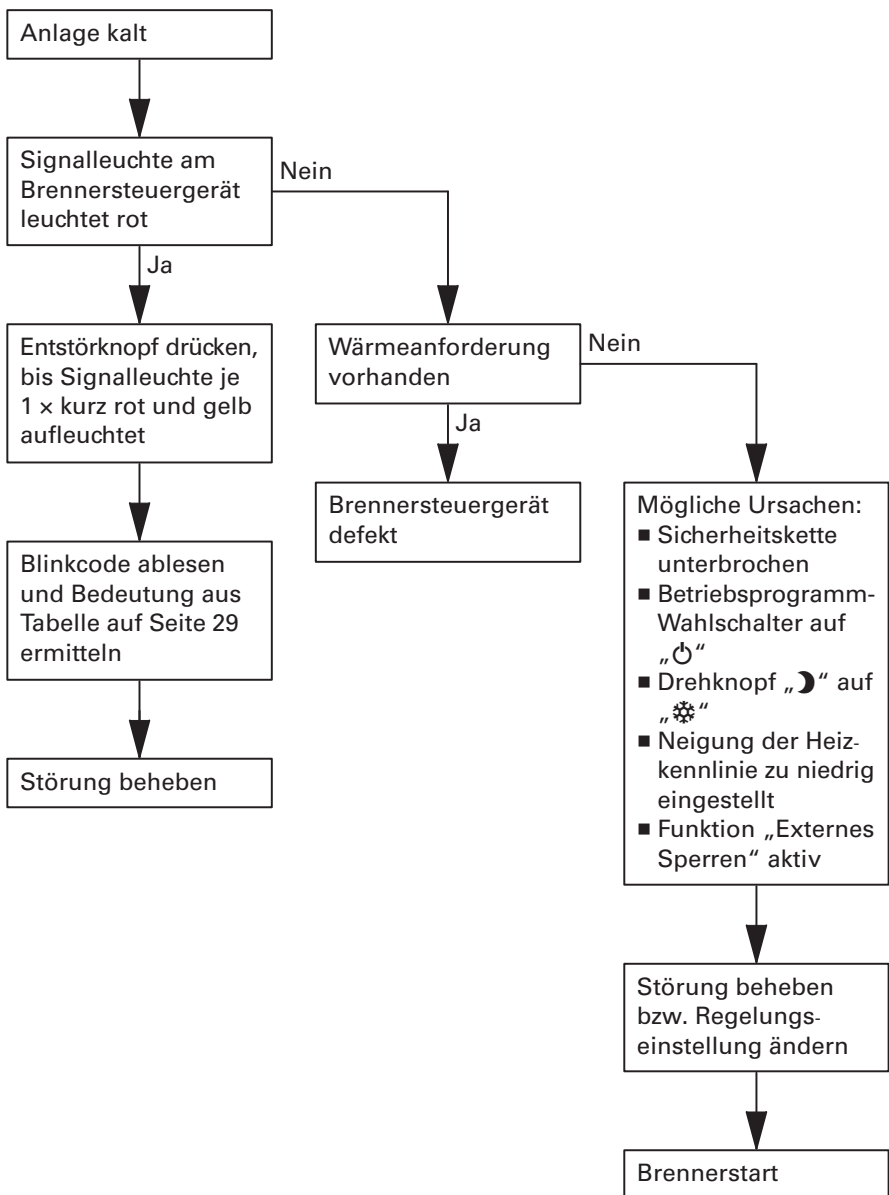 Anlage kalt
Signalleuchte am
Brennersteuergerät
leuchtet rot
Nein
Ja
Entstörknopf drücken,
bis Signalleuchte je
1 × kurz rot und gelb
aufleuchtet
Wärmeanforderung
vorhanden
Nein
Ja
Blinkcode ablesen
und Bedeutung aus
Tabelle auf Seite 29
ermitteln
Brennersteuergerät
defekt
Mögliche Ursachen:
■ Sicherheitskette
unterbrochen
■ Betriebsprogramm-
Wahlschalter auf
„⏻“
■ Drehknopf „☽“ auf
„❄“
■ Neigung der Heiz-
kennlinie zu niedrig
eingestellt
■ Funktion „Externes
Sperren“ aktiv
Störung beheben
Störung beheben
bzw. Regelungs-
einstellung ändern
Brennerstart